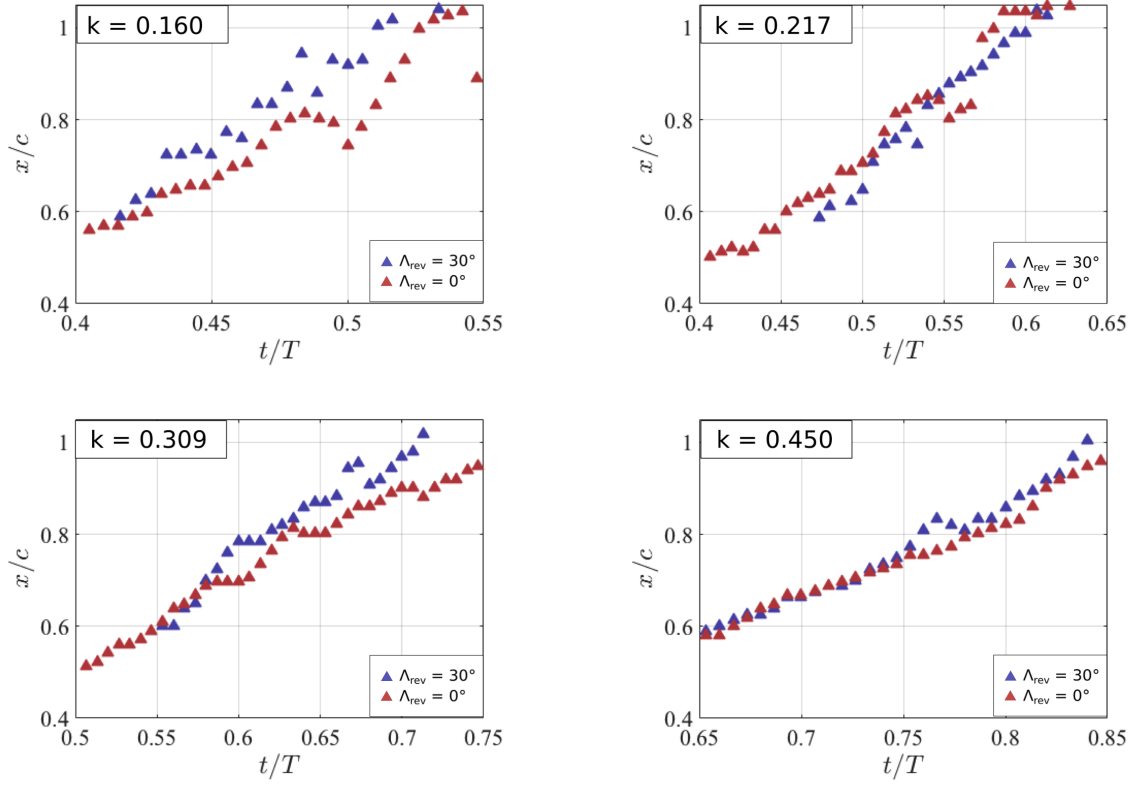 k = 0.160
1
0.8
0.6
0.4
x/c
0.4 0.45 0.5 0.55
t/T
Λrev = 30°
Λrev = 0°
k = 0.217
1
0.8
0.6
0.4
x/c
0.4 0.45 0.5 0.55 0.6 0.65
t/T
Λrev = 30°
Λrev = 0°
k = 0.309
1
0.8
0.6
0.4
x/c
0.5 0.55 0.6 0.65 0.7 0.75
t/T
Λrev = 30°
Λrev = 0°
k = 0.450
1
0.8
0.6
0.4
x/c
0.65 0.7 0.75 0.8 0.85
t/T
Λrev = 30°
Λrev = 0°